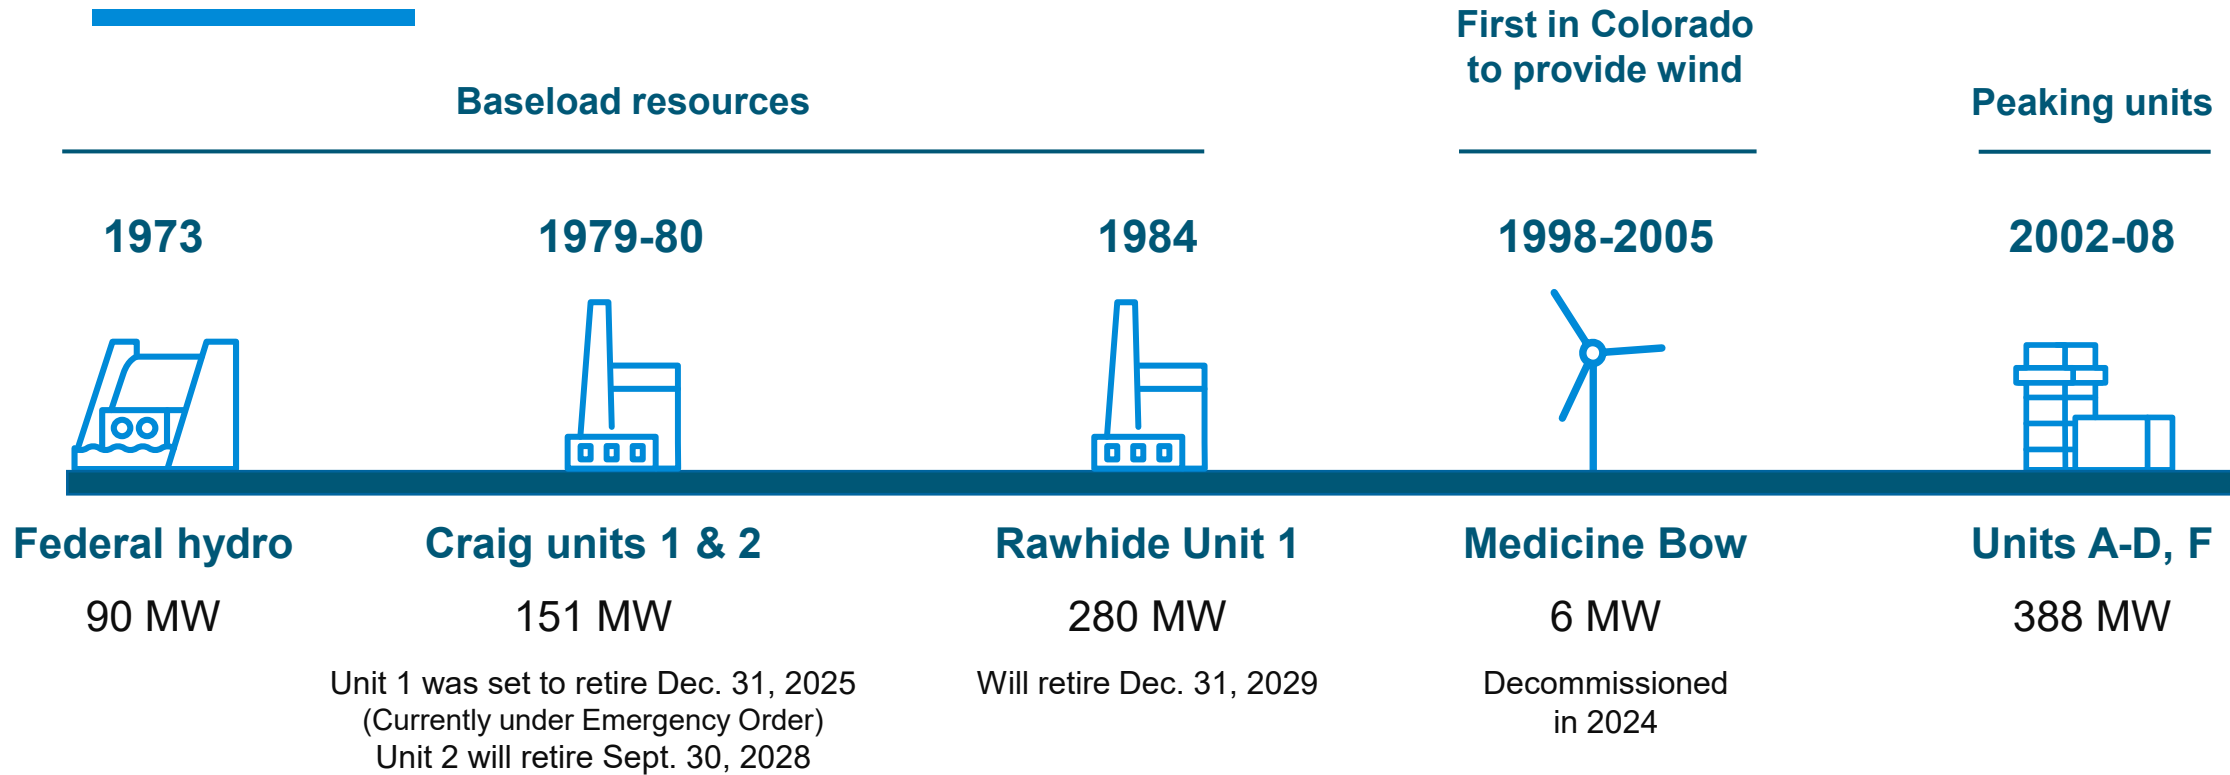 Baseload resources
First in Colorado
to provide wind
Peaking units
1973
1979-80
1984
1998-2005
2002-08
Federal hydro
90 MW
Craig units 1 & 2
151 MW
Unit 1 was set to retire Dec. 31, 2025
(Currently under Emergency Order)
Unit 2 will retire Sept. 30, 2028
Rawhide Unit 1
280 MW
Will retire Dec. 31, 2029
Medicine Bow
6 MW
Decommissioned
in 2024
Units A-D, F
388 MW